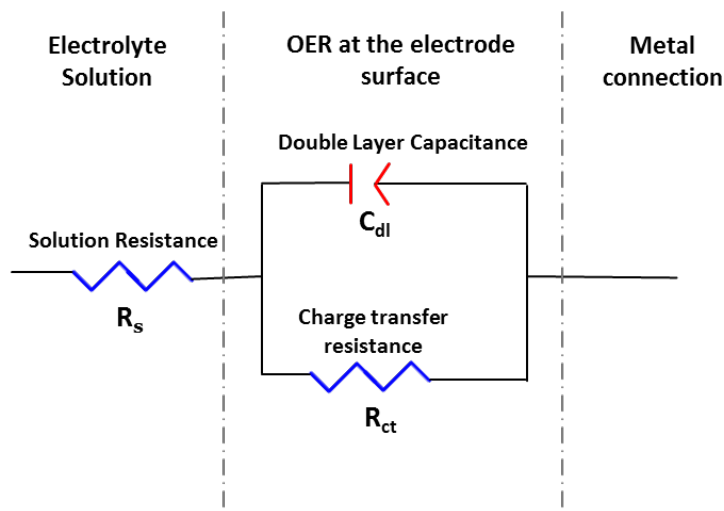 Electrolyte
Solution
OER at the electrode
surface
Metal
connection
Double Layer Capacitance
Cdl
Solution Resistance
Rs
Charge transfer
resistance
Rct